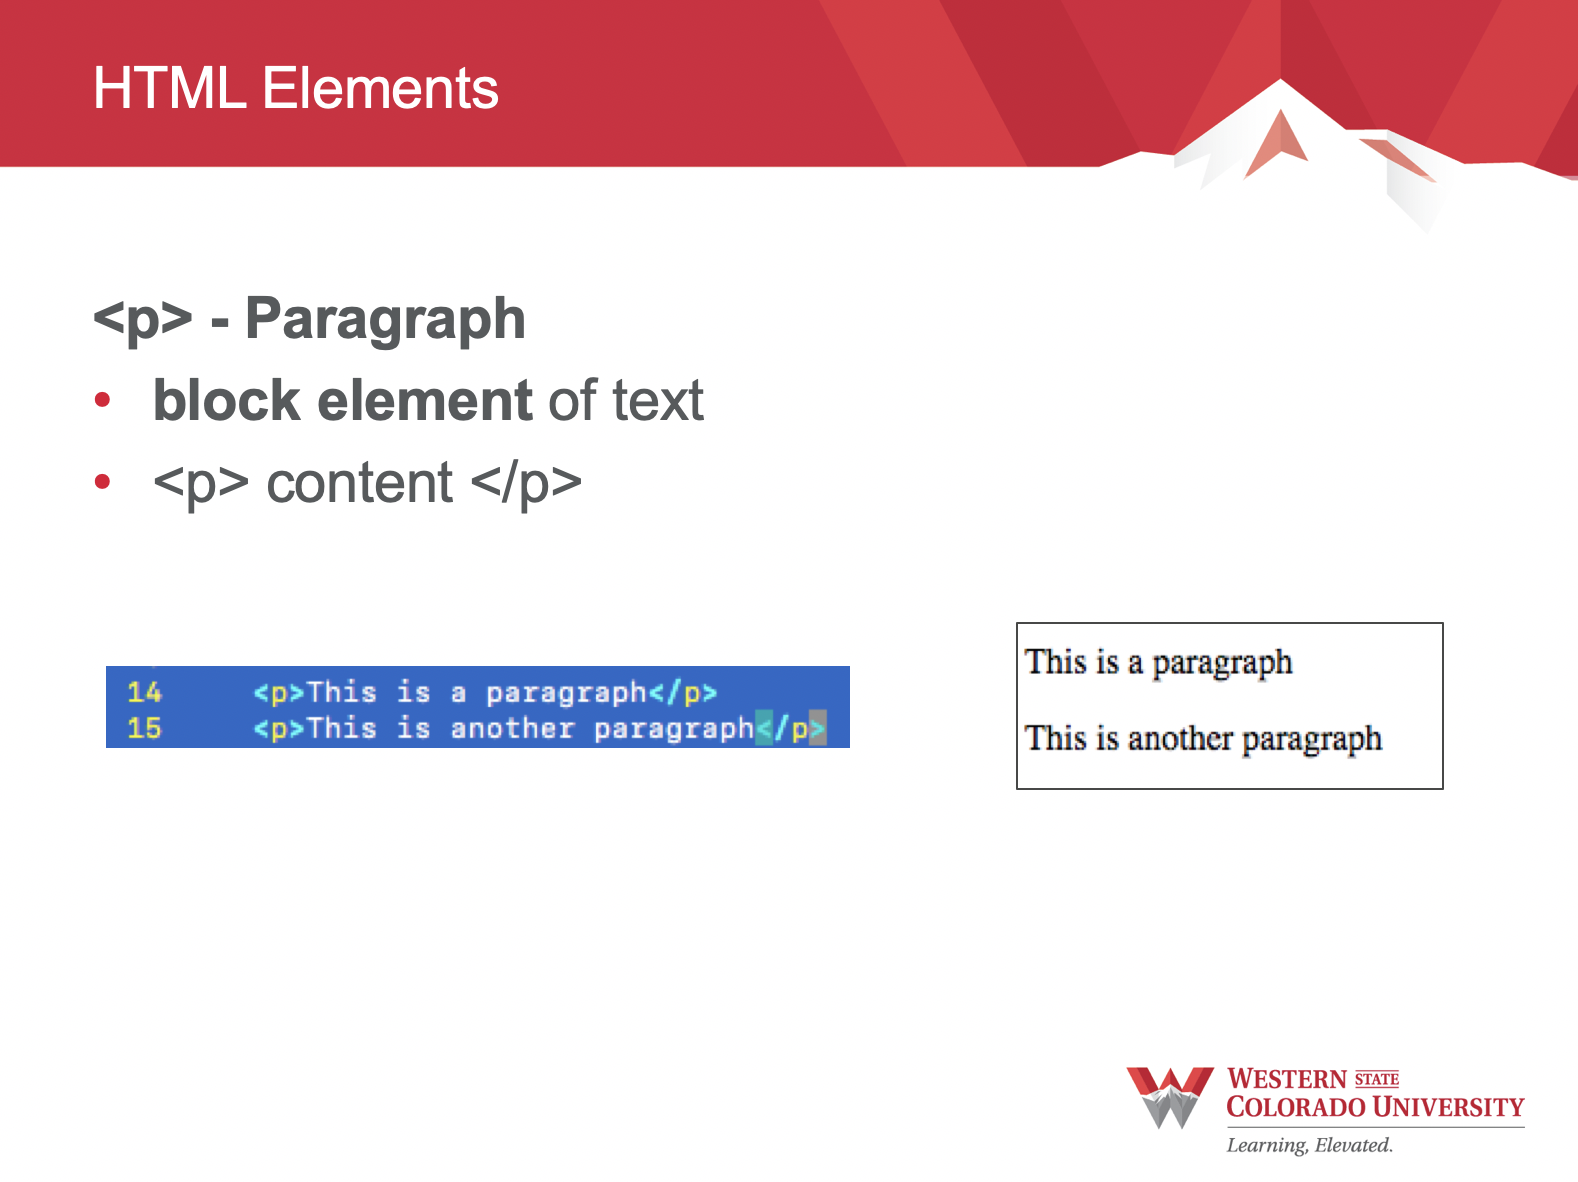 HTML Elements
<p> - Paragraph
• block element of text
• <p> content </p>
14 <p>This is a paragraph</p>
15 <p>This is another paragraph</p>
This is a paragraph
This is another paragraph
WESTERN STATE
COLORADO UNIVERSITY
Learning, Elevated.